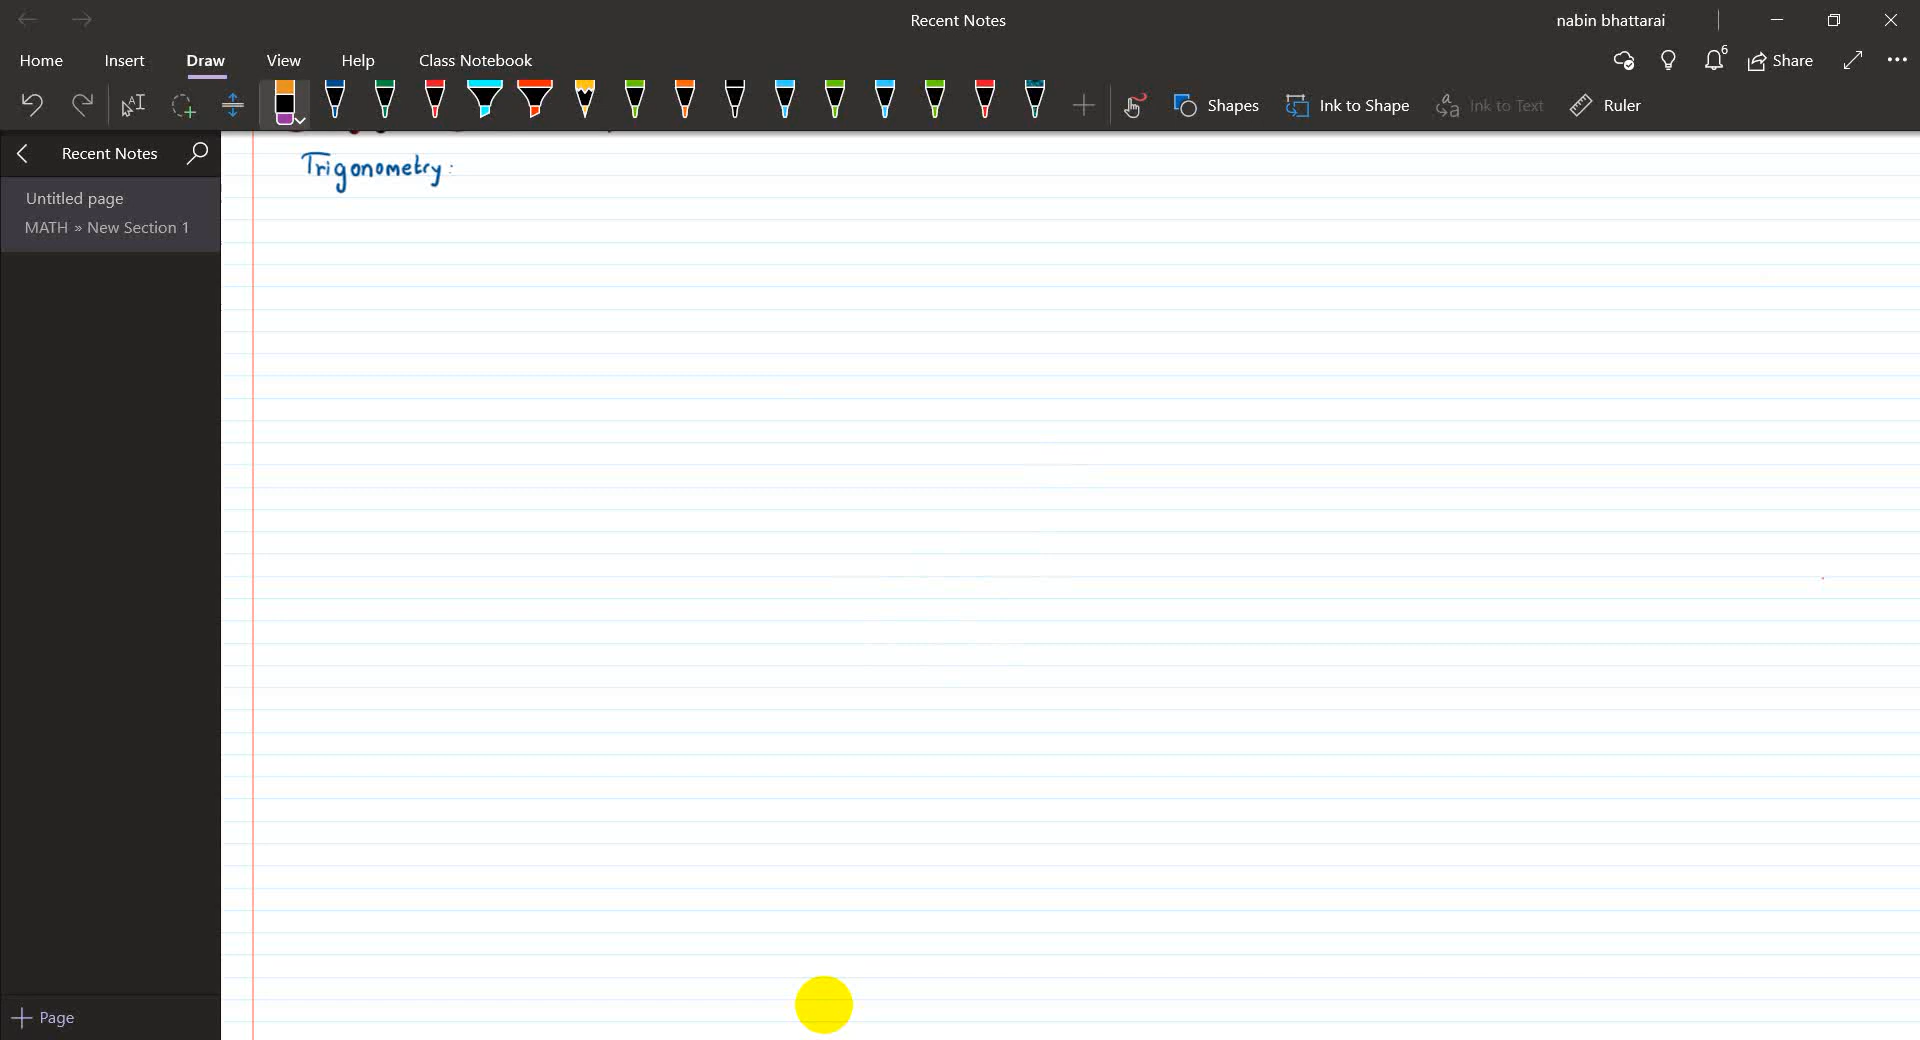 Recent Notes
nabin bhattarai
Home
Insert
Draw
View
Help
Class Notebook
6
Share
Shapes
Ink to Shape
Ink to Text
Ruler
Recent Notes
Untitled page
MATH » New Section 1
Trigonometry:
Page